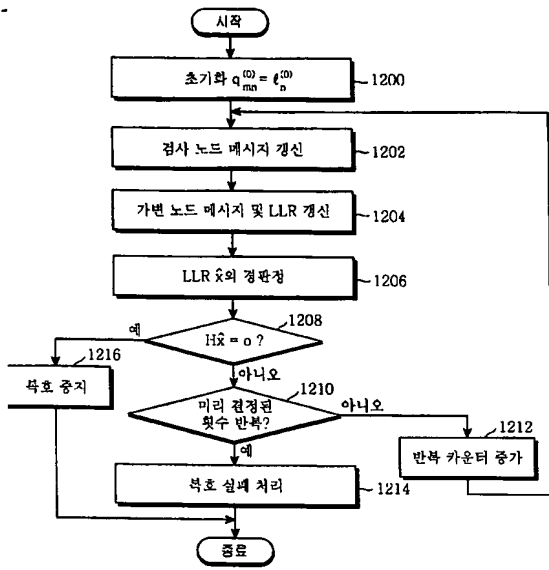 시작
초기화 q_mn^(0) = ℓ_n^(0)
1200
검사 노드 메시지 갱신
1202
가변 노드 메시지 및 LLR 갱신
1204
LLR x̂의 경판정
1206
Hx̂ = o ?
1208
예
아니오
1216
복호 중지
미리 결정된
횟수 반복?
1210
아니오
예
1212
반복 카운터 증가
복호 실패 처리
1214
종료